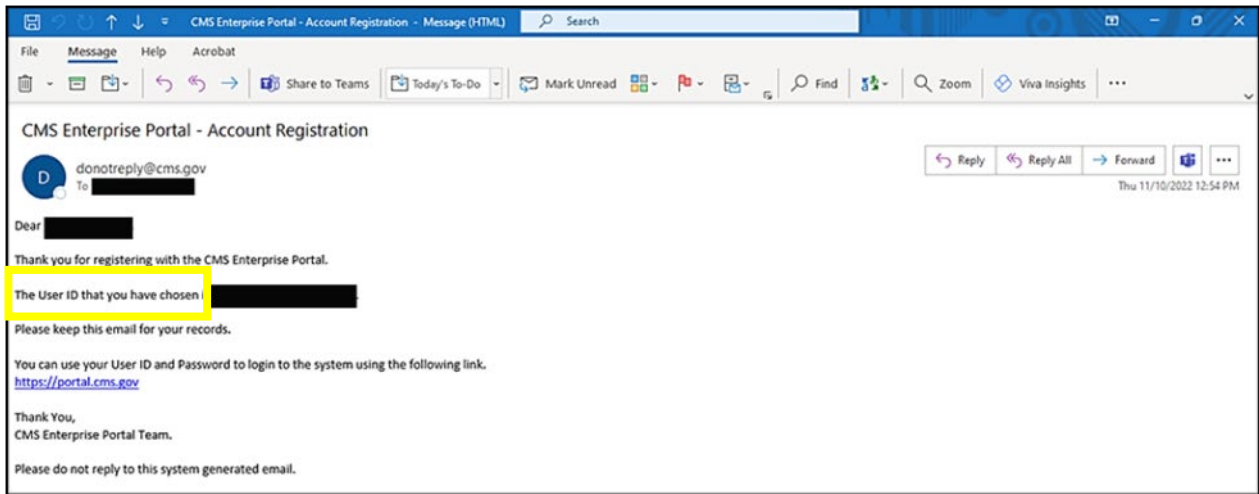 CMS Enterprise Portal - Account Registration - Message (HTML)
Search
File Message Help Acrobat
Share to Teams Today's To-Do Mark Unread Find Zoom Viva Insights
CMS Enterprise Portal - Account Registration
D
donotreply@cms.gov
To
Reply Reply All Forward
Thu 11/10/2022 12:54 PM
Dear
Thank you for registering with the CMS Enterprise Portal.
The User ID that you have chosen
Please keep this email for your records.
You can use your User ID and Password to login to the system using the following link.
https://portal.cms.gov
Thank You,
CMS Enterprise Portal Team.
Please do not reply to this system generated email.